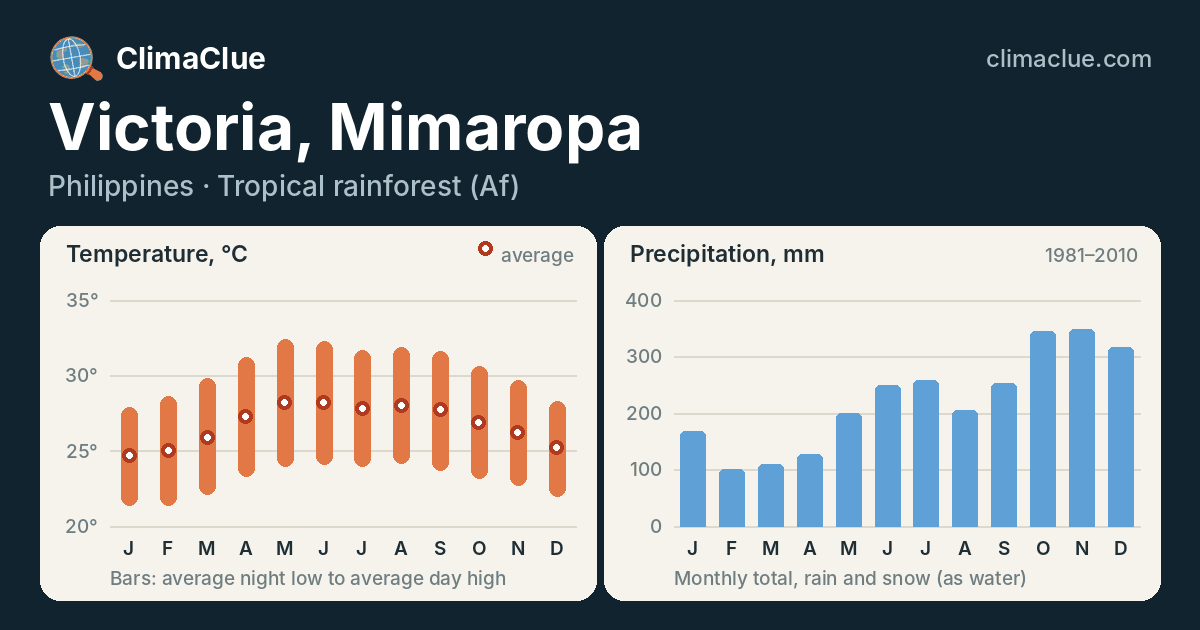 ClimaClue
climaclue.com
Victoria, Mimaropa
Philippines · Tropical rainforest (Af)
Temperature, °C
average
35°
30°
25°
20°
J F M A M J J A S O N D
Bars: average night low to average day high
Precipitation, mm
1981–2010
400
300
200
100
0
J F M A M J J A S O N D
Monthly total, rain and snow (as water)